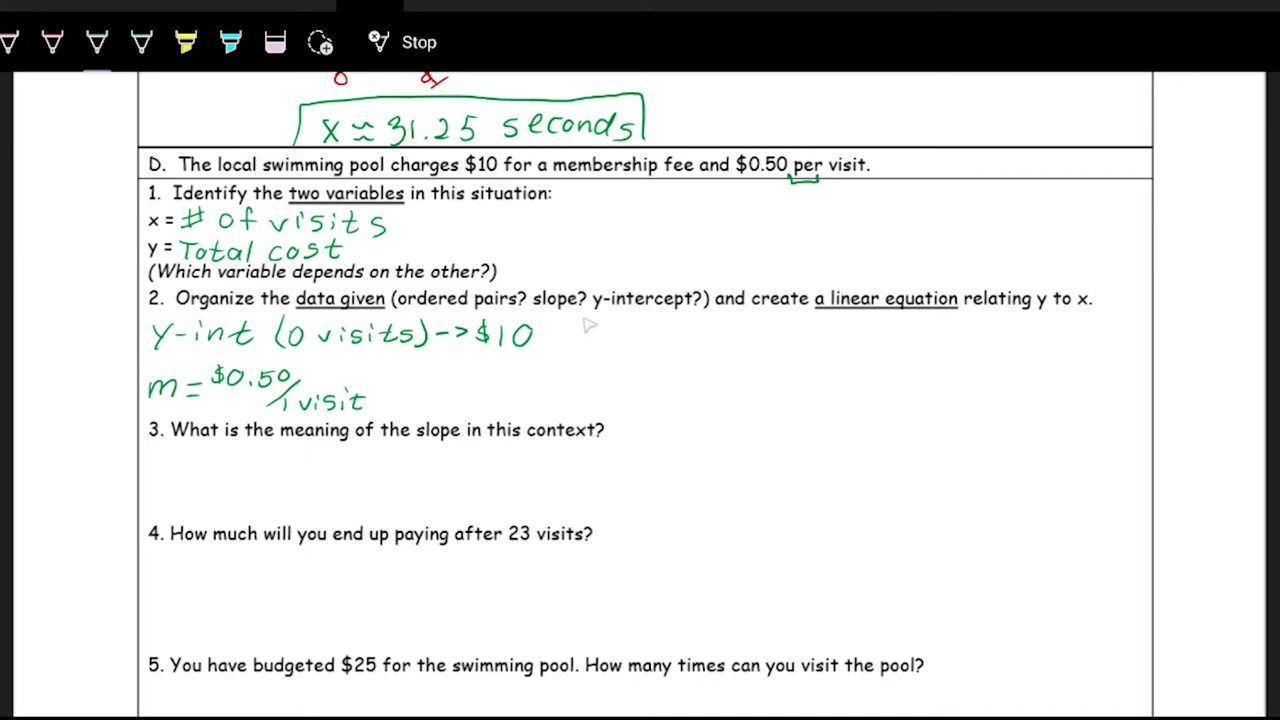 Stop
x ≈ 31.25 seconds
D. The local swimming pool charges $10 for a membership fee and $0.50 per visit.
1. Identify the two variables in this situation:
x = # of visits
y = Total cost
(Which variable depends on the other?)
2. Organize the data given (ordered pairs? slope? y-intercept?) and create a linear equation relating y to x.
y-int (0 visits) -> $10
m = $0.50/1 visit
3. What is the meaning of the slope in this context?
4. How much will you end up paying after 23 visits?
5. You have budgeted $25 for the swimming pool. How many times can you visit the pool?